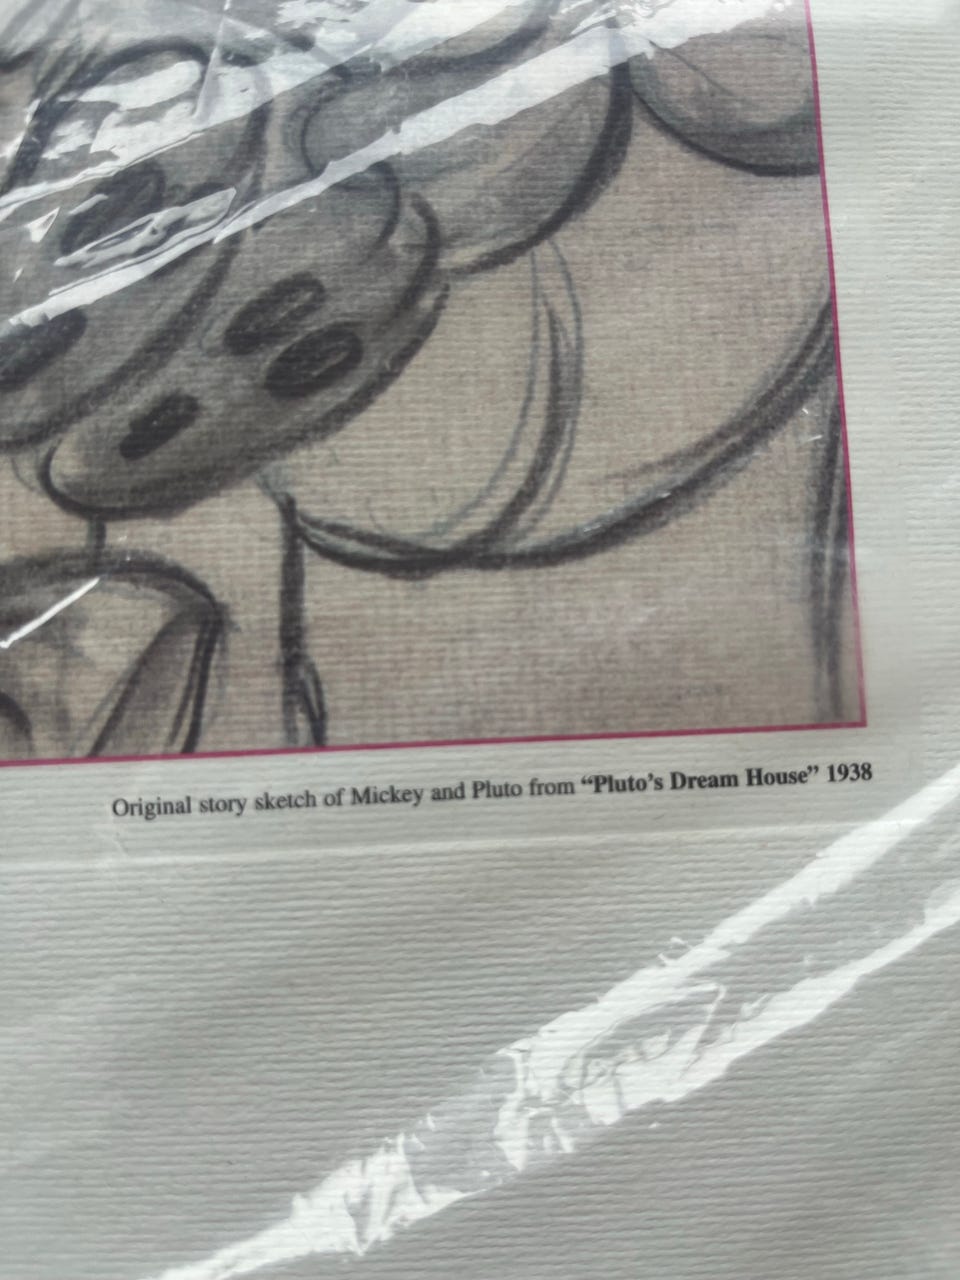 Original story sketch of Mickey and Pluto from “Pluto’s Dream House” 1938